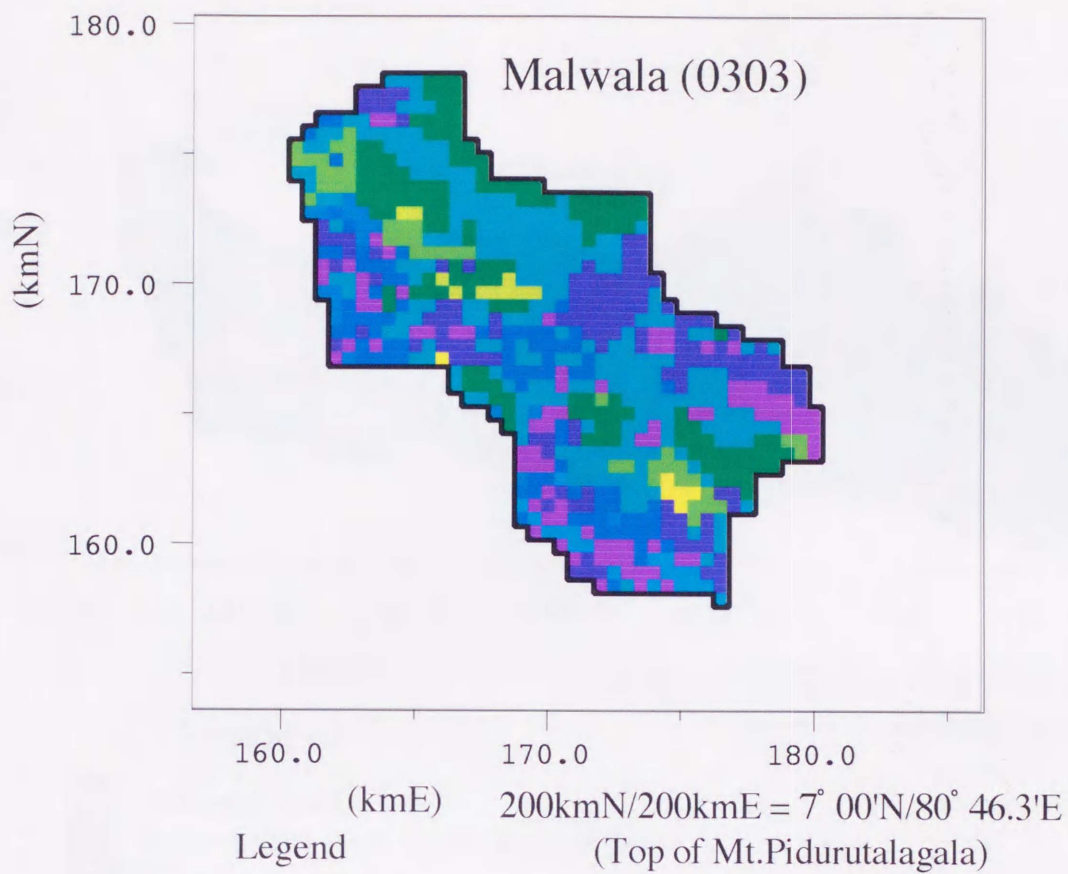 180.0
Malwala (0303)
(kmN)
170.0
160.0
160.0
170.0
180.0
(kmE)
200kmN/200kmE = 7° 00'N/80° 46.3'E
Legend
(Top of Mt.Pidurutalagala)